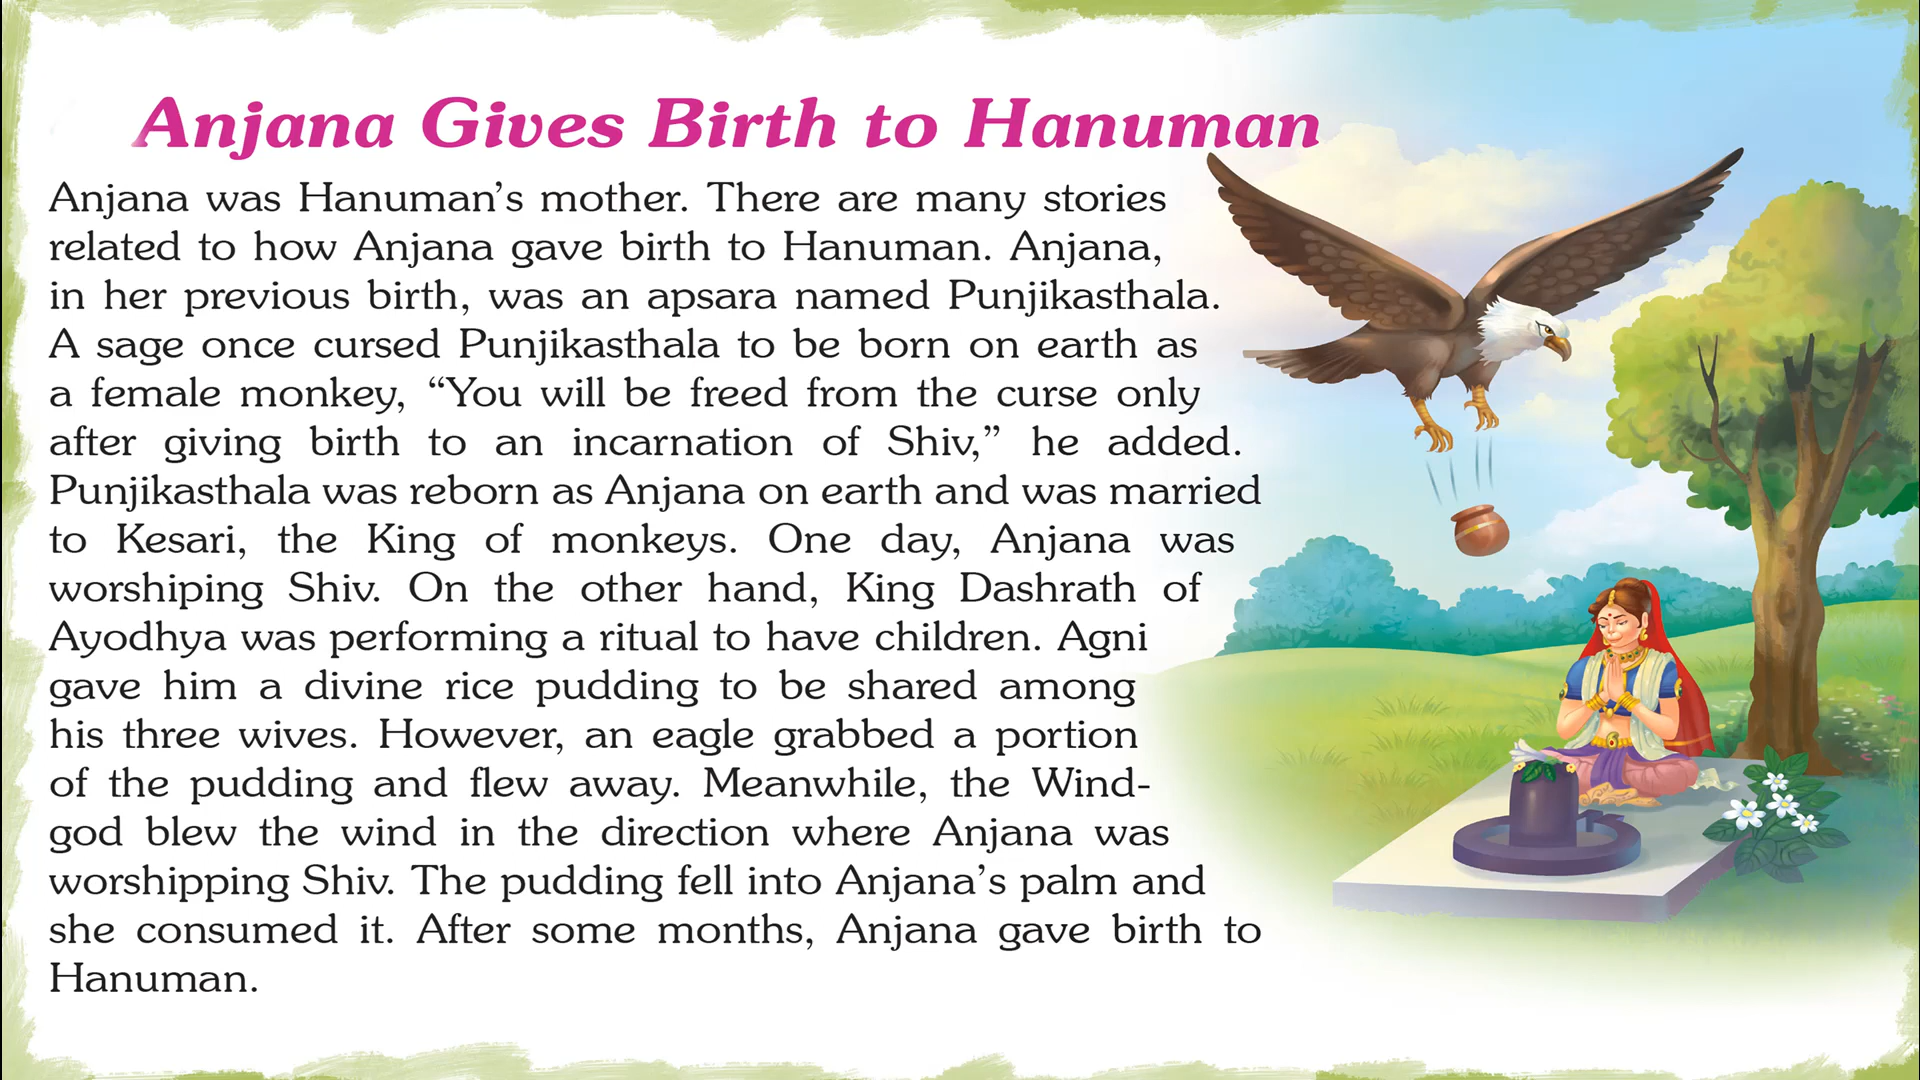 Anjana Gives Birth to Hanuman
Anjana was Hanuman’s mother. There are many stories
related to how Anjana gave birth to Hanuman. Anjana,
in her previous birth, was an apsara named Punjikasthala.
A sage once cursed Punjikasthala to be born on earth as
a female monkey, “You will be freed from the curse only
after giving birth to an incarnation of Shiv,” he added.
Punjikasthala was reborn as Anjana on earth and was married
to Kesari, the King of monkeys. One day, Anjana was
worshiping Shiv. On the other hand, King Dashrath of
Ayodhya was performing a ritual to have children. Agni
gave him a divine rice pudding to be shared among
his three wives. However, an eagle grabbed a portion
of the pudding and flew away. Meanwhile, the Wind-
god blew the wind in the direction where Anjana was
worshipping Shiv. The pudding fell into Anjana’s palm and
she consumed it. After some months, Anjana gave birth to
Hanuman.